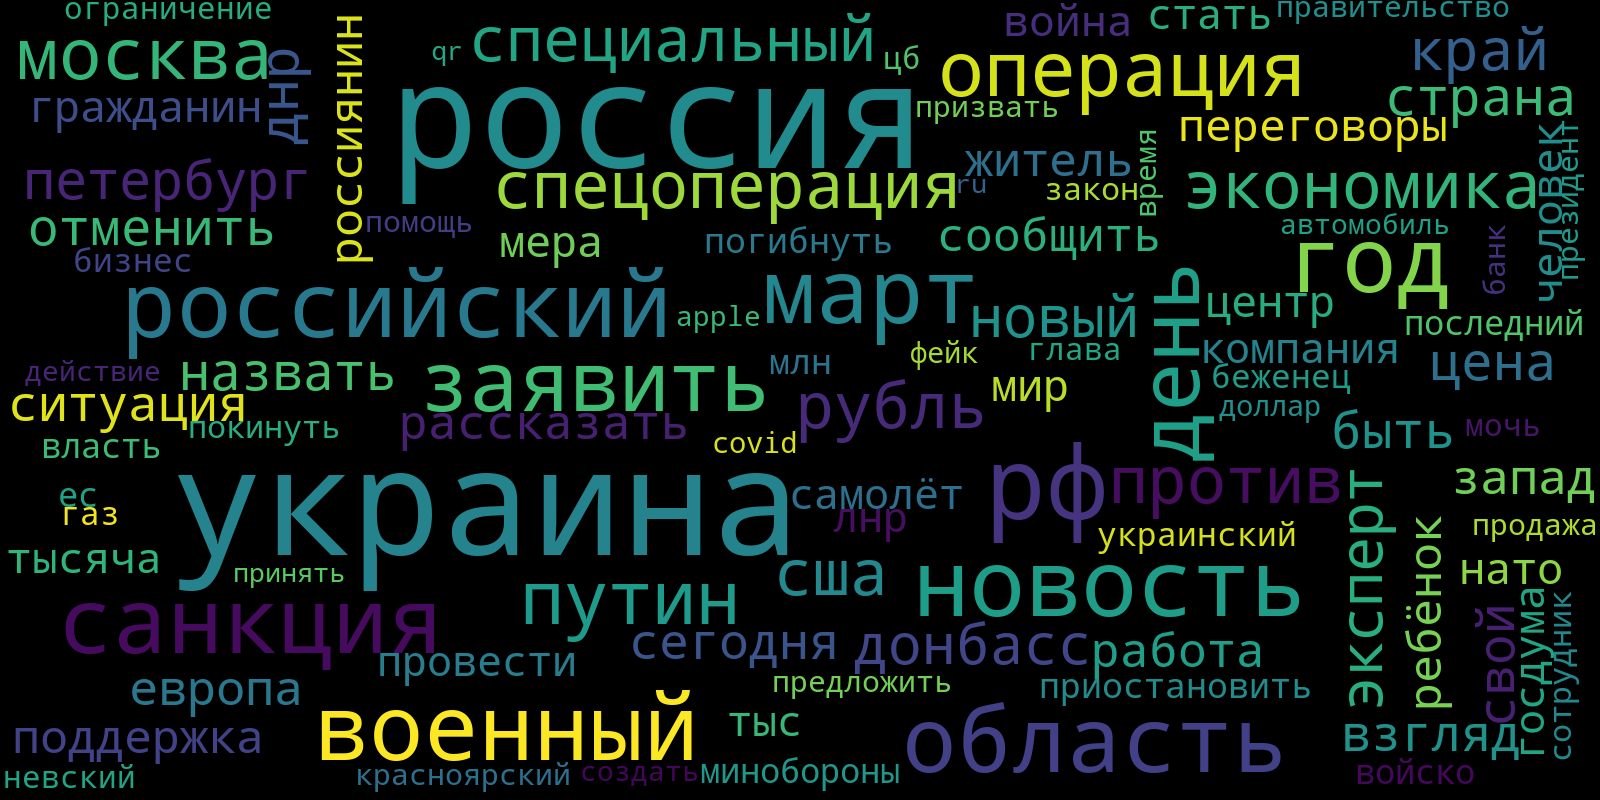 ограничение
москва
qr
специальный
цб
война
стать
правительство
край
операция
гражданин
днр
россиянин
россия
призвать
переговоры
страна
петербург
помощь
спецоперация
ru
житель
закон
время
экономика
человек
президент
отменить
бизнес
мера
погибнуть
сообщить
автомобиль
год
банк
российский
apple
март
новый
день
центр
последний
действие
назвать
заявить
млн
фейк
глава
компания
цена
ситуация
покинуть
рассказать
рубль
мир
беженец
доллар
власть
covid
быть
мочь
ес
газ
украина
самолёт
лнр
рф
против
эксперт
запад
украинский
продажа
тысяча
принять
путин
сша
новость
ребёнок
нато
санкция
сегодня
донбасс
работа
свой
госдума
сотрудник
провести
европа
предложить
приостановить
поддержка
военный
тыс
область
взгляд
невский
красноярский
создать
минобороны
войско